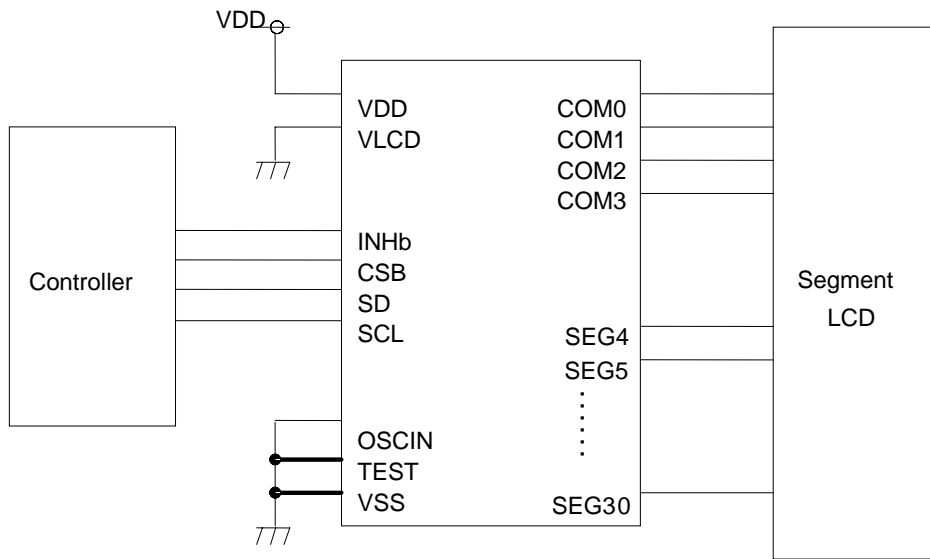 VDD
VDD
VLCD
INHb
CSB
SD
SCL
OSCIN
TEST
VSS
COM0
COM1
COM2
COM3
SEG4
SEG5
SEG30
Controller
Segment
LCD